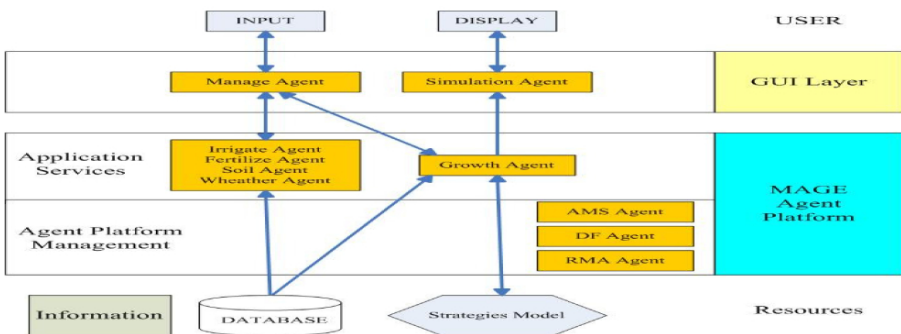 INPUT
DISPLAY
USER
Manage Agent
Simulation Agent
GUI Layer
Application
Services
Irrigate Agent
Fertilize Agent
Soil Agent
Wheather Agent
Growth Agent
MAGE
Agent
Platform
Agent Platform
Management
AMS Agent
DF Agent
RMA Agent
Information
DATABASE
Strategies Model
Resources